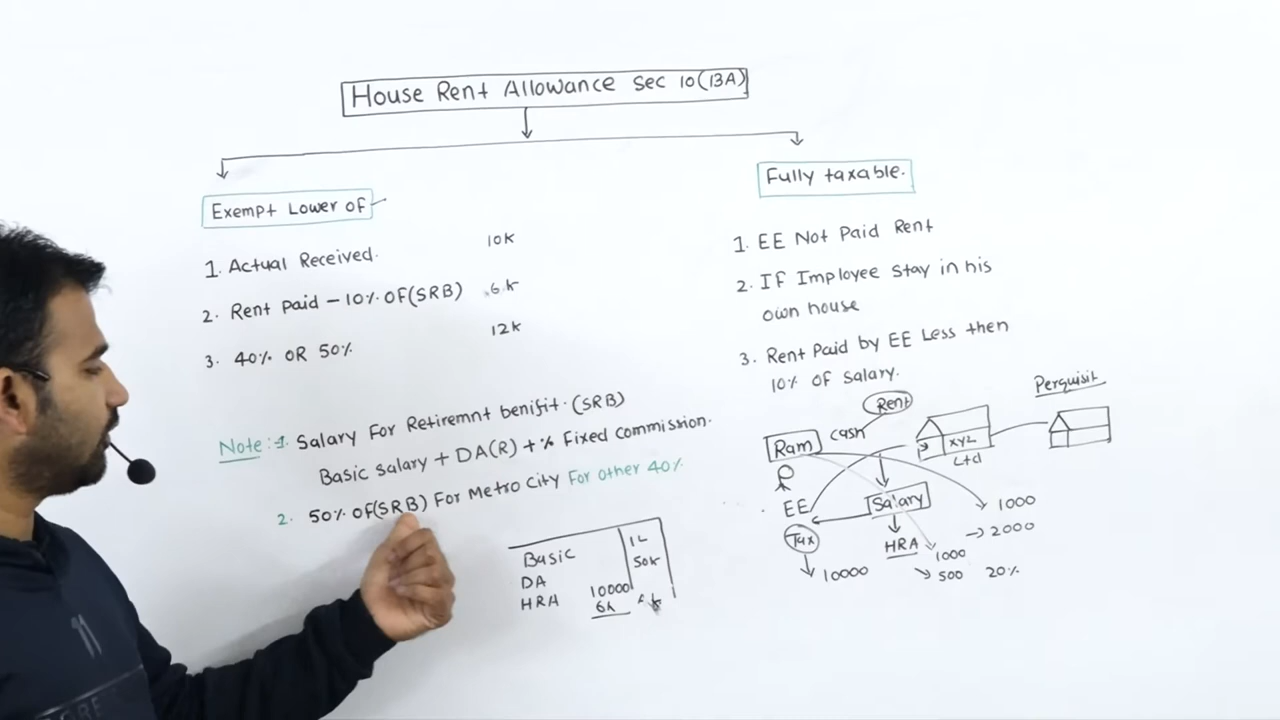 House Rent Allowance sec 10(13A)
Exempt Lower of
1. Actual Received. 10K
2. Rent paid - 10% OF(SRB) 6K
3. 40% OR 50% 12K
Note:-1. Salary For Retiremnt benifit. (SRB)
Basic salary + DA(R) + % Fixed commission.
2. 50% OF(SRB) For Metro City For other 40%
Basic 1L
DA 50K
HRA 10000
6K
Fully taxable.
1. EE Not Paid Rent
2. If Imployee stay in his
own house
3. Rent Paid by EE Less then
10% OF Salary.
Rent
Perquisit
Ram cash
XYZ
Ltd
EE Salary 1000
Tax 2000
HRA 1000
10000 500 20%